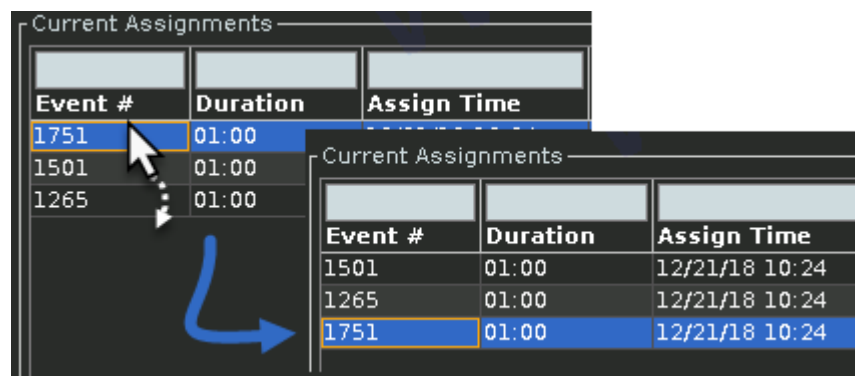 Current Assignments
Event # Duration Assign Time
1751 01:00
1501 01:00
1265 01:00
Current Assignments
Event # Duration Assign Time
1501 01:00 12/21/18 10:24
1265 01:00 12/21/18 10:24
1751 01:00 12/21/18 10:24